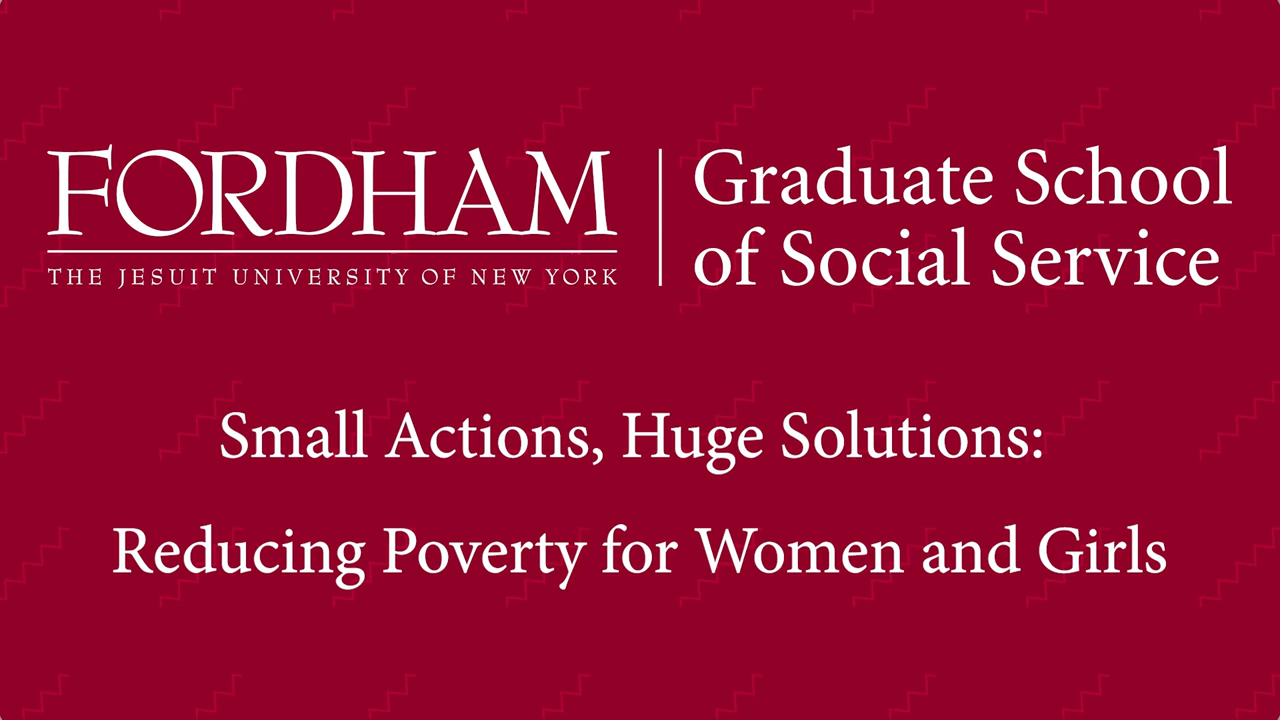 FORDHAM
THE JESUIT UNIVERSITY OF NEW YORK
Graduate School
of Social Service
Small Actions, Huge Solutions:
Reducing Poverty for Women and Girls